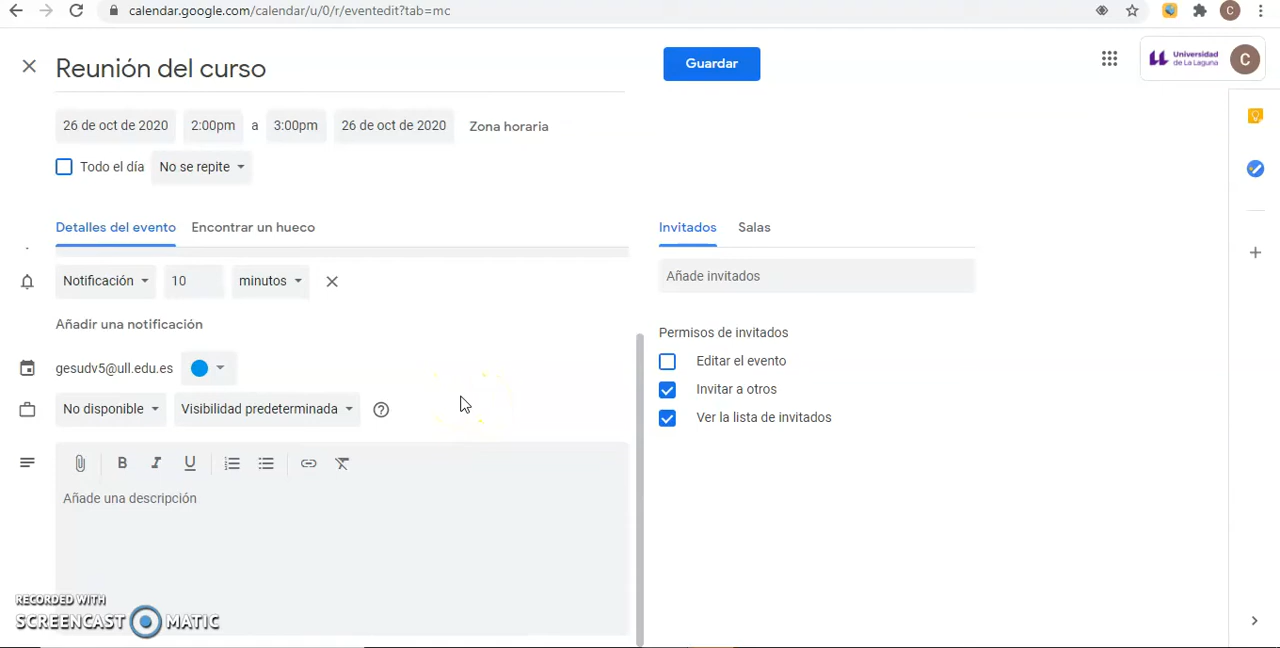 calendar.google.com/calendar/u/0/r/eventedit?tab=mc
C
Reunión del curso
Guardar
Universidad
de La Laguna
C
26 de oct de 2020 2:00pm a 3:00pm 26 de oct de 2020 Zona horaria
Todo el día No se repite
Detalles del evento Encontrar un hueco
Invitados Salas
Notificación 10 minutos
Añade invitados
Añadir una notificación
Permisos de invitados
Editar el evento
gesudv5@ull.edu.es
Invitar a otros
No disponible Visibilidad predeterminada
Ver la lista de invitados
B I U
Añade una descripción
RECORDED WITH
SCREENCAST MATIC